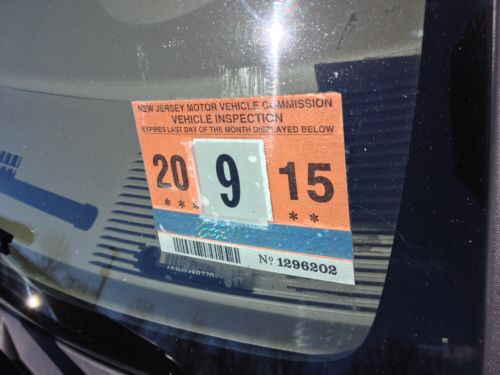 NEW JERSEY MOTOR VEHICLE COMMISSION
VEHICLE INSPECTION
EXPIRES LAST DAY OF THE MONTH DISPLAYED BELOW
20 9 15
* * * * *
Nº 1296202